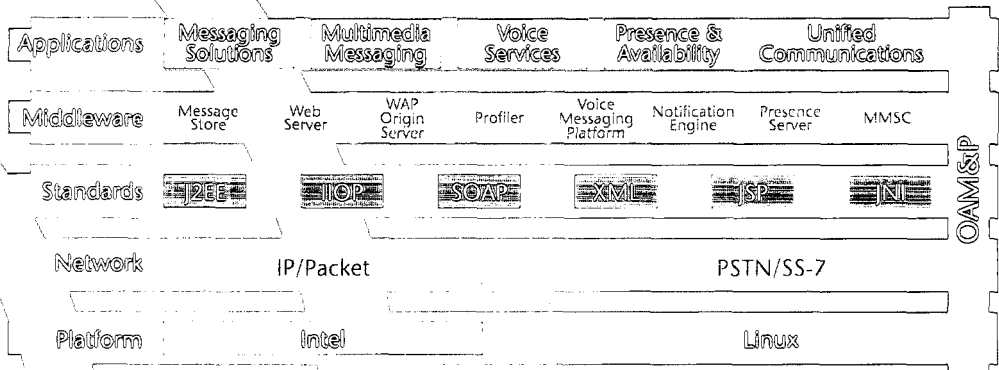 Applications
Messaging Solutions
Multimedia Messaging
Voice Services
Presence & Availability
Unified Communications
Middleware
Message Store
Web Server
WAP Origin Server
Profiler
Voice Messaging Platform
Notification Engine
Presence Server
MMSC
Standards
J2EE
IIOP
SOAP
XML
JSP
JNI
Network
IP/Packet
PSTN/SS-7
Platform
Intel
Linux
OAM&P